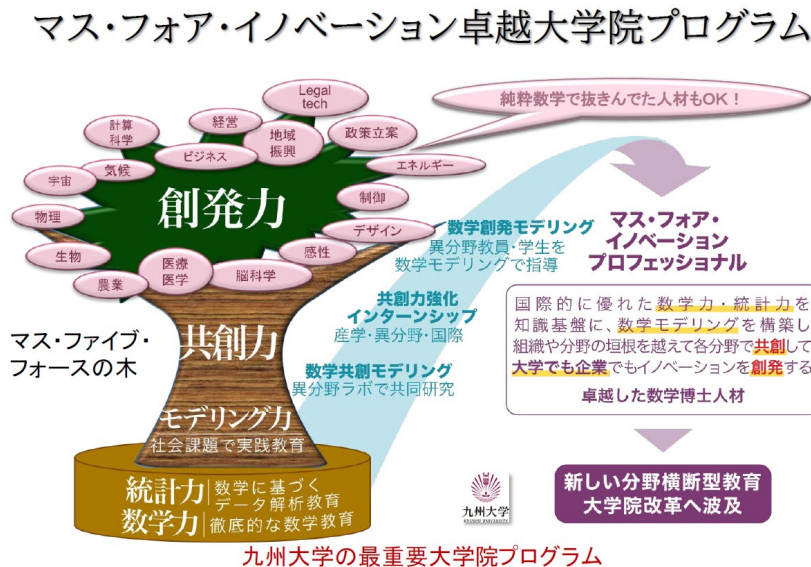 マス・フォア・イノベーション卓越大学院プログラム
純粋数学で抜きんでた人材もOK！
Legal
tech
計算
科学
経営
地域
振興
政策立案
ビジネス
気候
エネルギー
宇宙
制御
物理
デザイン
生物
感性
医療
医学
脳科学
農業
創発力
共創力
モデリング力
社会課題で実践教育
統計力 数学に基づく
データ解析教育
数学力 徹底的な数学教育
マス・ファイブ・
フォースの木
数学創発モデリング
異分野教員・学生を
数学モデリングで指導
共創力強化
インターンシップ
産学・異分野・国際
数学共創モデリング
異分野ラボで共同研究
マス・フォア・
イノベーション
プロフェッショナル
国際的に優れた数学力・統計力を
知識基盤に、数学モデリングを構築し
組織や分野の垣根を越えて各分野で共創して
大学でも企業でもイノベーションを創発する
卓越した数学博士人材
新しい分野横断型教育
大学院改革へ波及
九州大学
KYUSHU UNIVERSITY
九州大学の最重要大学院プログラム